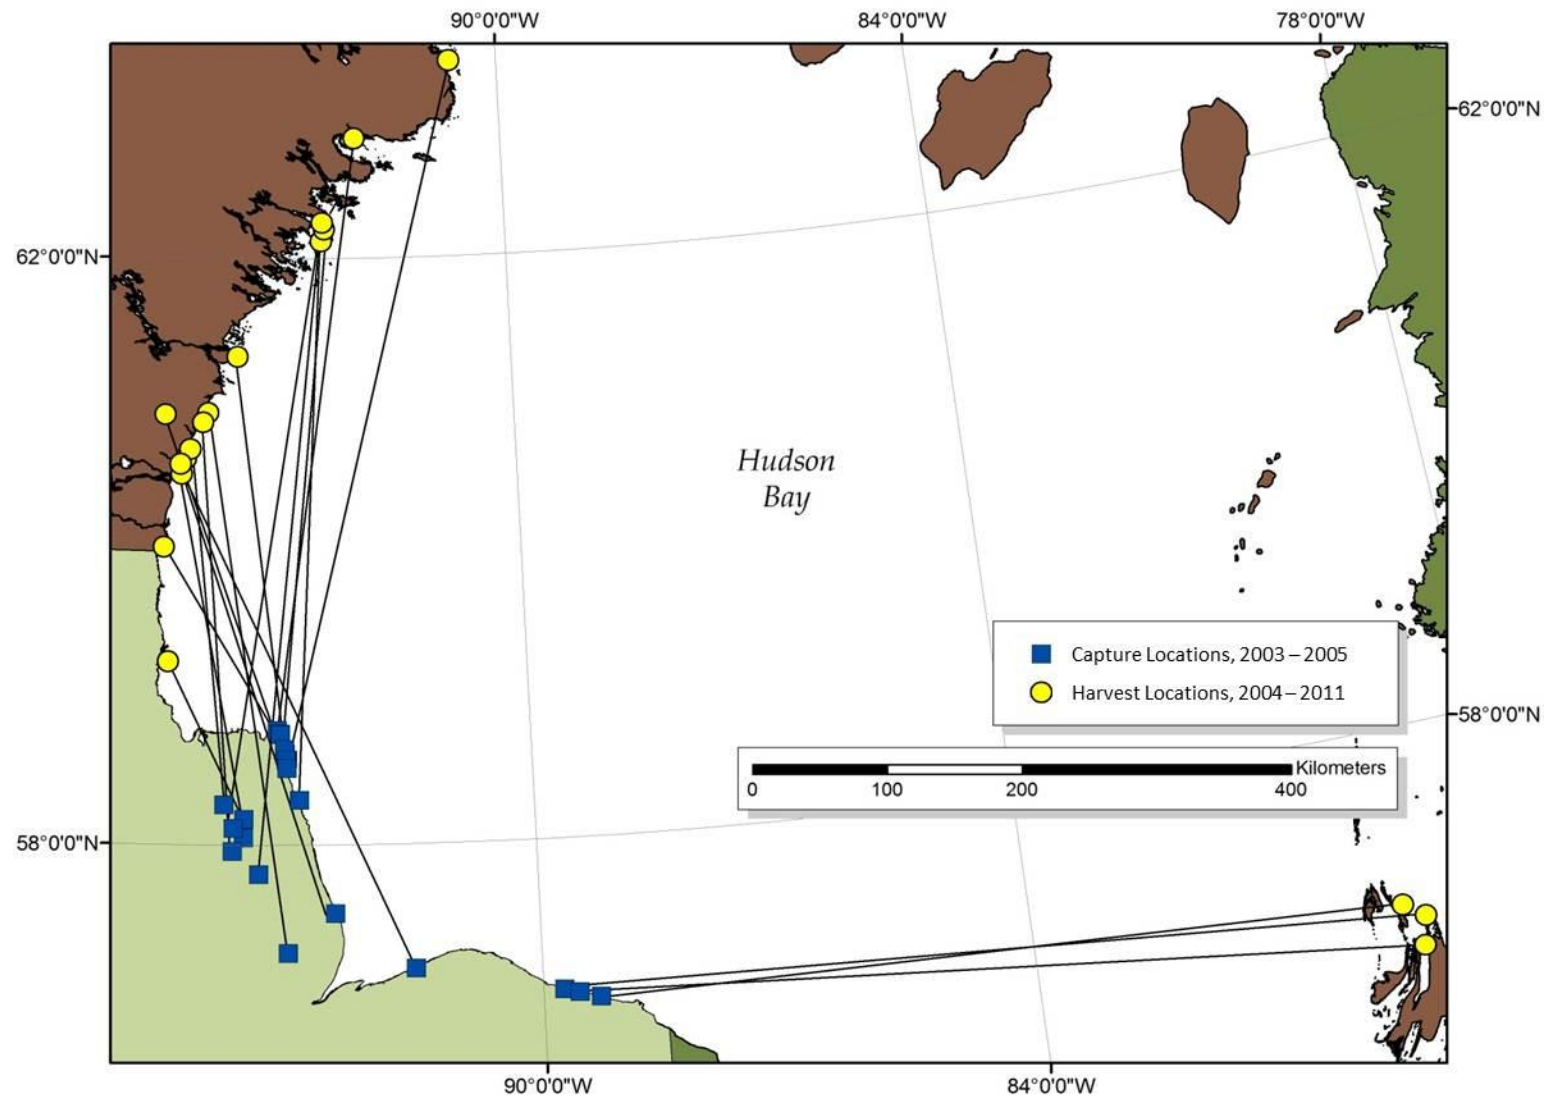 90°0'0"W
84°0'0"W
78°0'0"W
62°0'0"N
62°0'0"N
Hudson
Bay
Capture Locations, 2003 – 2005
Harvest Locations, 2004 – 2011
58°0'0"N
Kilometers
0 100 200 400
58°0'0"N
90°0'0"W
84°0'0"W